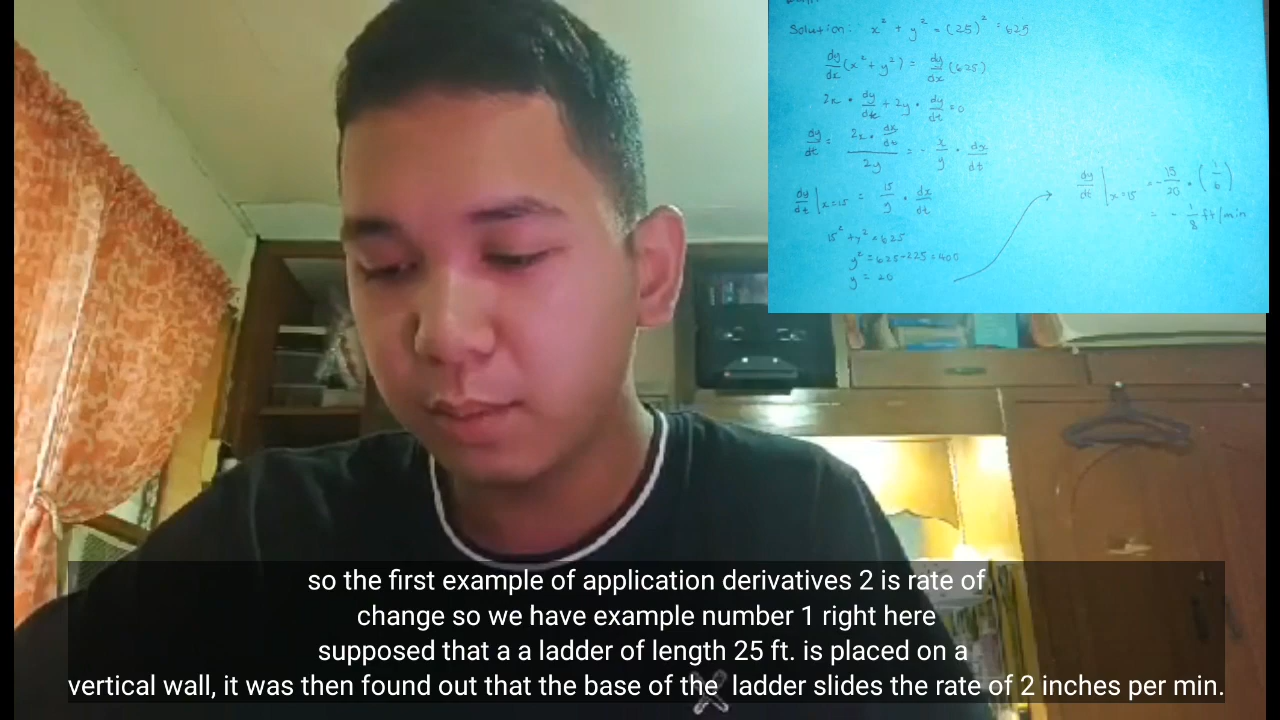 Solution: x² + y² = (25)² = 625
dy/dx (x² + y²) = dy/dx (625)
2x · dy/dt + 2y · dy/dt = 0
dy/dt = 2x · dx/dt / 2y = - x/y · dx/dt
dy/dt | x=15 = 15/y · dx/dt
15² + y² = 625
y² = 625-225 = 400
y = 20
dy/dt | x=15 = - 15/20 · (1/6)
= - 1/8 ft/min
so the first example of application derivatives 2 is rate of
change so we have example number 1 right here
supposed that a a ladder of length 25 ft. is placed on a
vertical wall, it was then found out that the base of the ladder slides the rate of 2 inches per min.